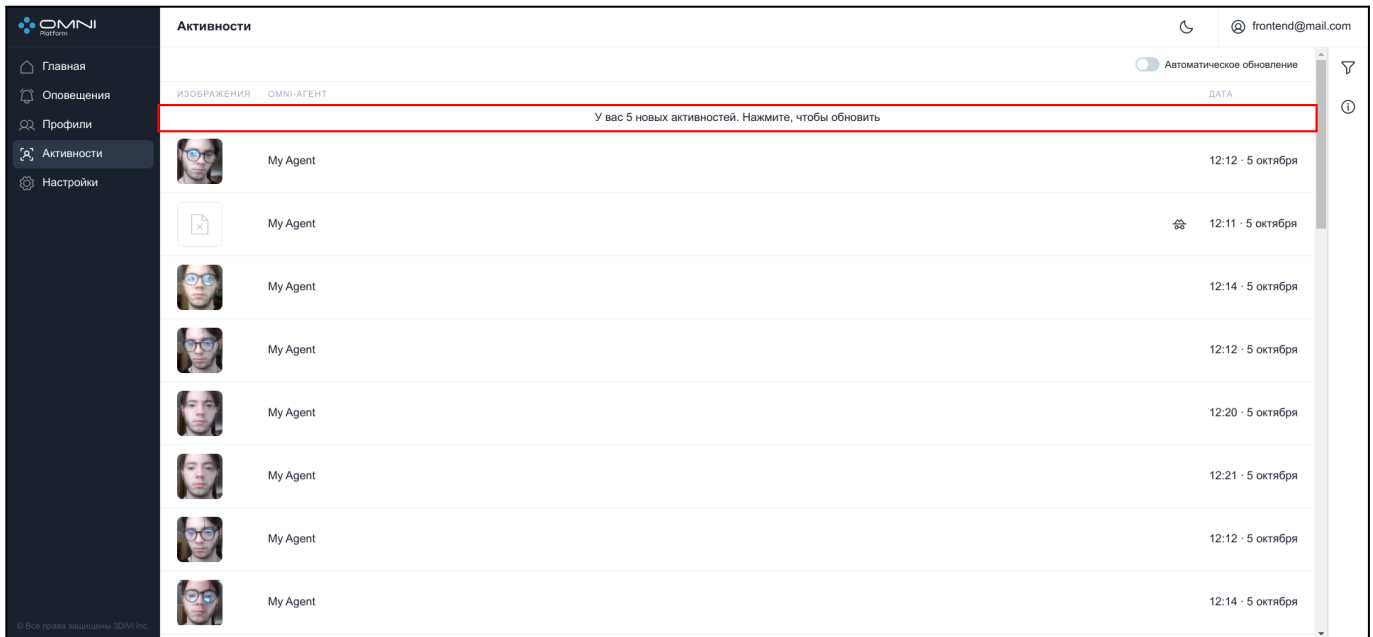 OMNI
Platform
Активности
frontend@mail.com
Главная
Оповещения
Профили
Активности
Настройки
Автоматическое обновление
ИЗОБРАЖЕНИЯ OMNI-АГЕНТ ДАТА
У вас 5 новых активностей. Нажмите, чтобы обновить
My Agent 12:12 · 5 октября
My Agent 12:11 · 5 октября
My Agent 12:14 · 5 октября
My Agent 12:12 · 5 октября
My Agent 12:20 · 5 октября
My Agent 12:21 · 5 октября
My Agent 12:12 · 5 октября
My Agent 12:14 · 5 октября
© Все права защищены 3DiVi Inc.